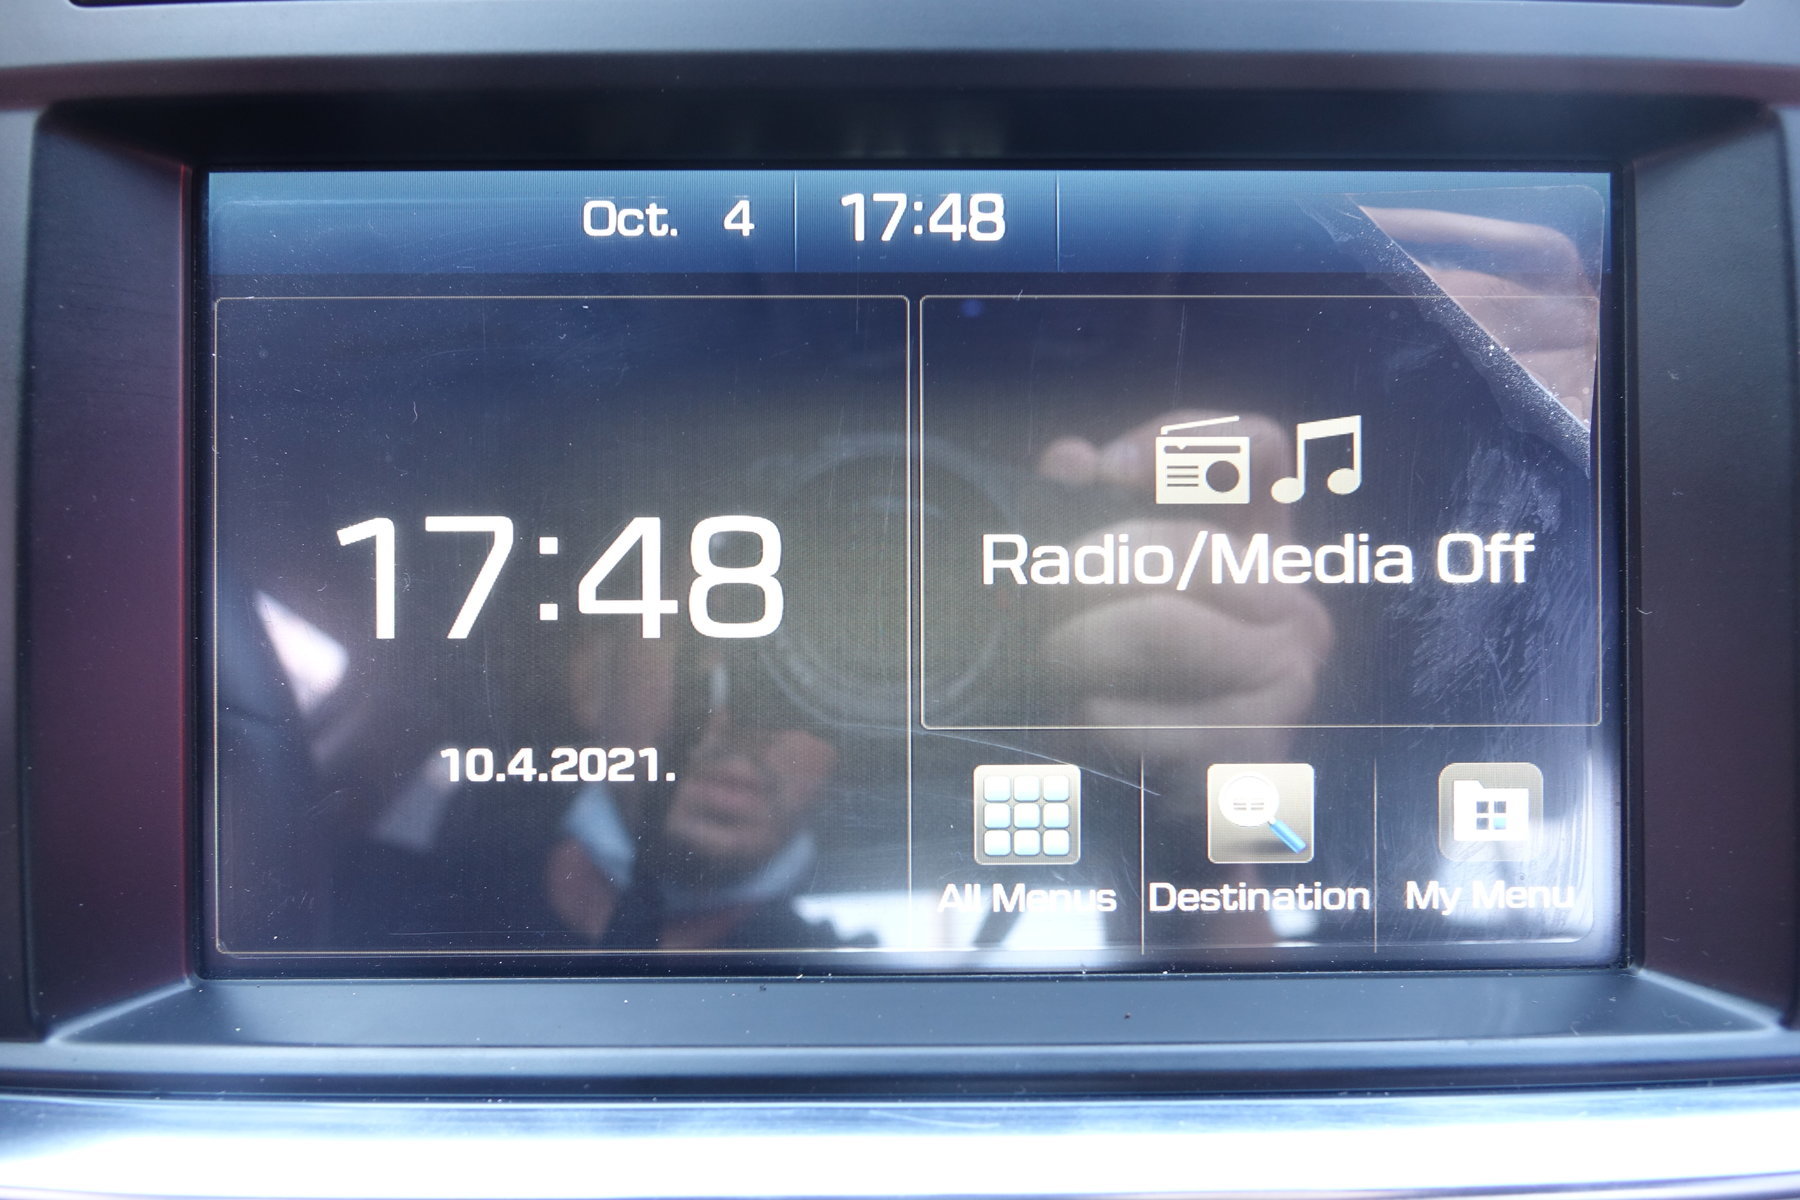 Oct. 4 17:48
17:48
10.4.2021.
Radio/Media Off
All Menus
Destination
My Menu